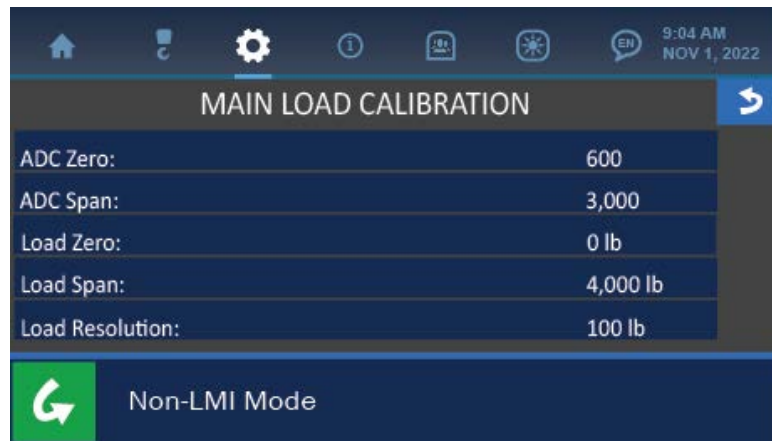 EN
9:04 AM
NOV 1, 2022
MAIN LOAD CALIBRATION
ADC Zero: 600
ADC Span: 3,000
Load Zero: 0 lb
Load Span: 4,000 lb
Load Resolution: 100 lb
Non-LMI Mode